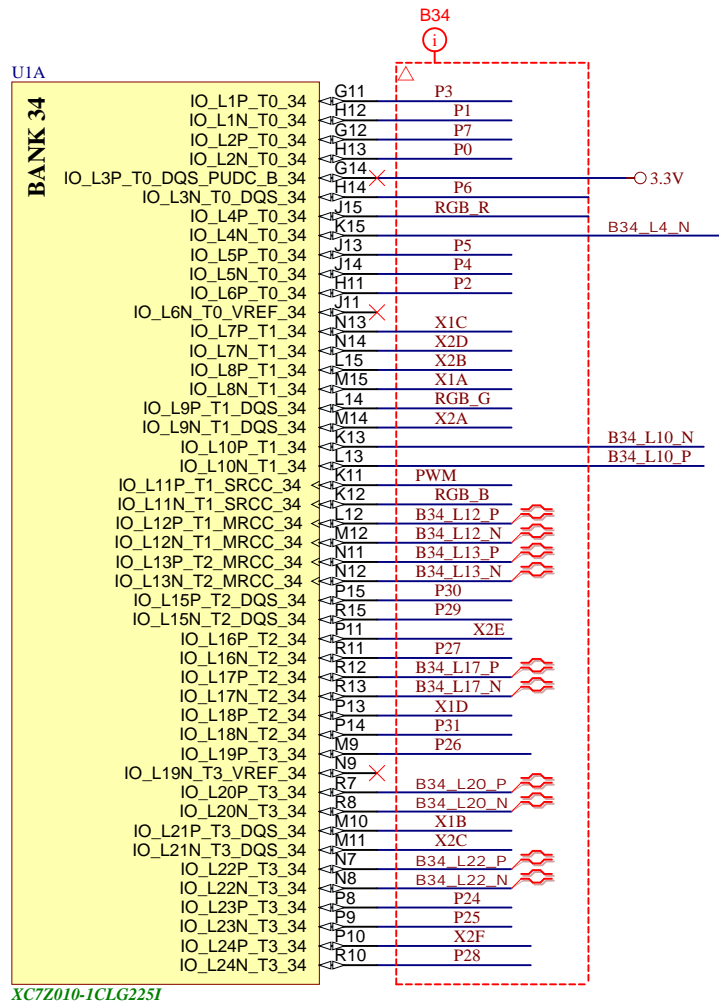 B34
i
U1A
BANK 34
IO_L1P_T0_34 G11 P3
IO_L1N_T0_34 H12 P1
IO_L2P_T0_34 G12 P7
IO_L2N_T0_34 H13 P0
IO_L3P_T0_DQS_PUDC_B_34 G14 3.3V
IO_L3N_T0_DQS_34 H14 P6
IO_L4P_T0_34 J15 RGB_R
IO_L4N_T0_34 K15 B34_L4_N
IO_L5P_T0_34 J13 P5
IO_L5N_T0_34 J14 P4
IO_L6P_T0_34 H11 P2
IO_L6N_T0_VREF_34 J11
IO_L7P_T1_34 N13 X1C
IO_L7N_T1_34 N14 X2D
IO_L8P_T1_34 L15 X2B
IO_L8N_T1_34 M15 X1A
IO_L9P_T1_DQS_34 L14 RGB_G
IO_L9N_T1_DQS_34 M14 X2A
IO_L10P_T1_34 K13 B34_L10_N
IO_L10N_T1_34 L13 B34_L10_P
IO_L11P_T1_SRCC_34 K11 PWM
IO_L11N_T1_SRCC_34 K12 RGB_B
IO_L12P_T1_MRCC_34 L12 B34_L12_P
IO_L12N_T1_MRCC_34 M12 B34_L12_N
IO_L13P_T2_MRCC_34 N11 B34_L13_P
IO_L13N_T2_MRCC_34 N12 B34_L13_N
IO_L15P_T2_DQS_34 P15 P30
IO_L15N_T2_DQS_34 R15 P29
IO_L16P_T2_34 P11 X2E
IO_L16N_T2_34 R11 P27
IO_L17P_T2_34 R12 B34_L17_P
IO_L17N_T2_34 R13 B34_L17_N
IO_L18P_T2_34 P13 X1D
IO_L18N_T2_34 P14 P31
IO_L19P_T3_34 M9 P26
IO_L19N_T3_VREF_34 N9
IO_L20P_T3_34 R7 B34_L20_P
IO_L20N_T3_34 R8 B34_L20_N
IO_L21P_T3_DQS_34 M10 X1B
IO_L21N_T3_DQS_34 M11 X2C
IO_L22P_T3_34 N7 B34_L22_P
IO_L22N_T3_34 N8 B34_L22_N
IO_L23P_T3_34 P8 P24
IO_L23N_T3_34 P9 P25
IO_L24P_T3_34 P10 X2F
IO_L24N_T3_34 R10 P28
XC7Z010-1CLG225I